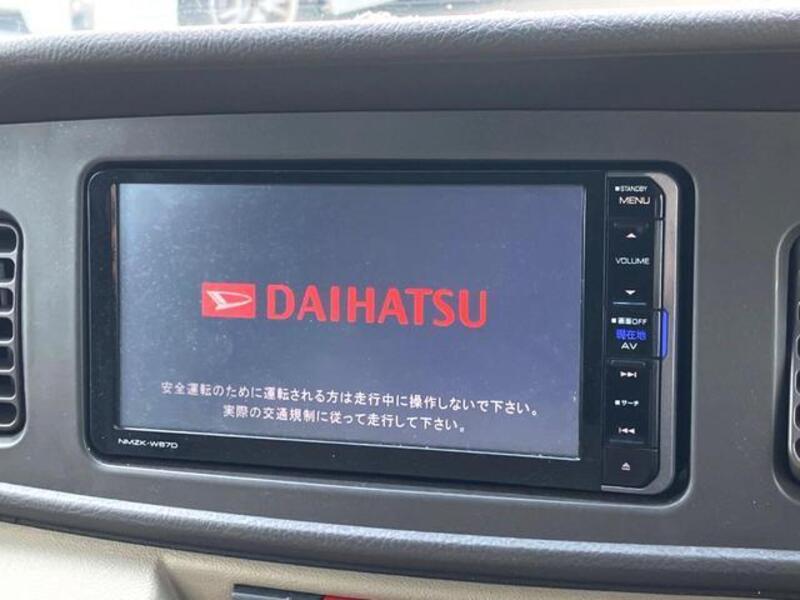 DAIHATSU
安全運転のために運転される方は走行中に操作しないで下さい。
実際の交通規制に従って走行して下さい。
NMZK-W67D
■STANDBY
MENU
VOLUME
■画面OFF
現在地
AV
■サーチ